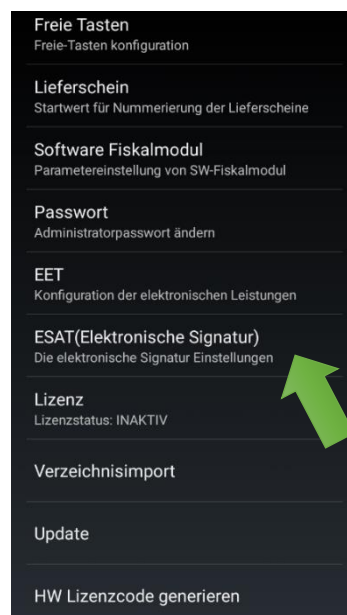 Freie Tasten
Freie-Tasten konfiguration
Lieferschein
Startwert für Nummerierung der Lieferscheine
Software Fiskalmodul
Parametereinstellung von SW-Fiskalmodul
Passwort
Administratorpasswort ändern
EET
Konfiguration der elektronischen Leistungen
ESAT(Elektronische Signatur)
Die elektronische Signatur Einstellungen
Lizenz
Lizenzstatus: INAKTIV
Verzeichnisimport
Update
HW Lizenzcode generieren